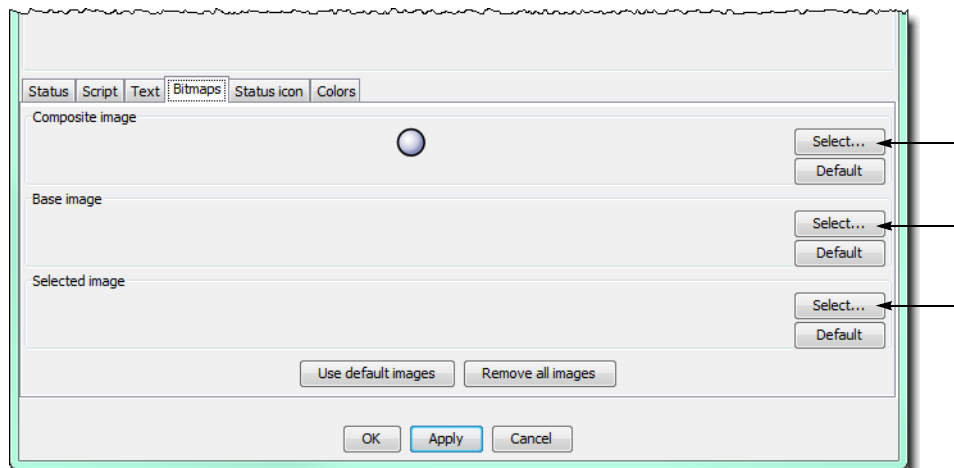 Status Script Text Bitmaps Status icon Colors
Composite image
Select...
Default
Base image
Select...
Default
Selected image
Select...
Default
Use default images Remove all images
OK Apply Cancel